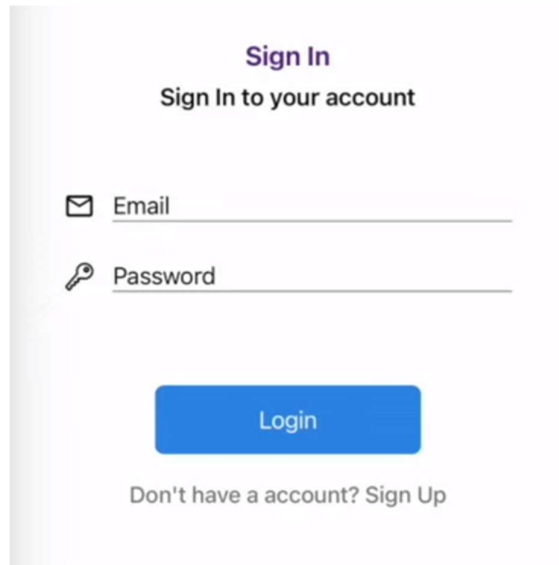 Sign In
Sign In to your account
Email
Password
Login
Don't have a account? Sign Up